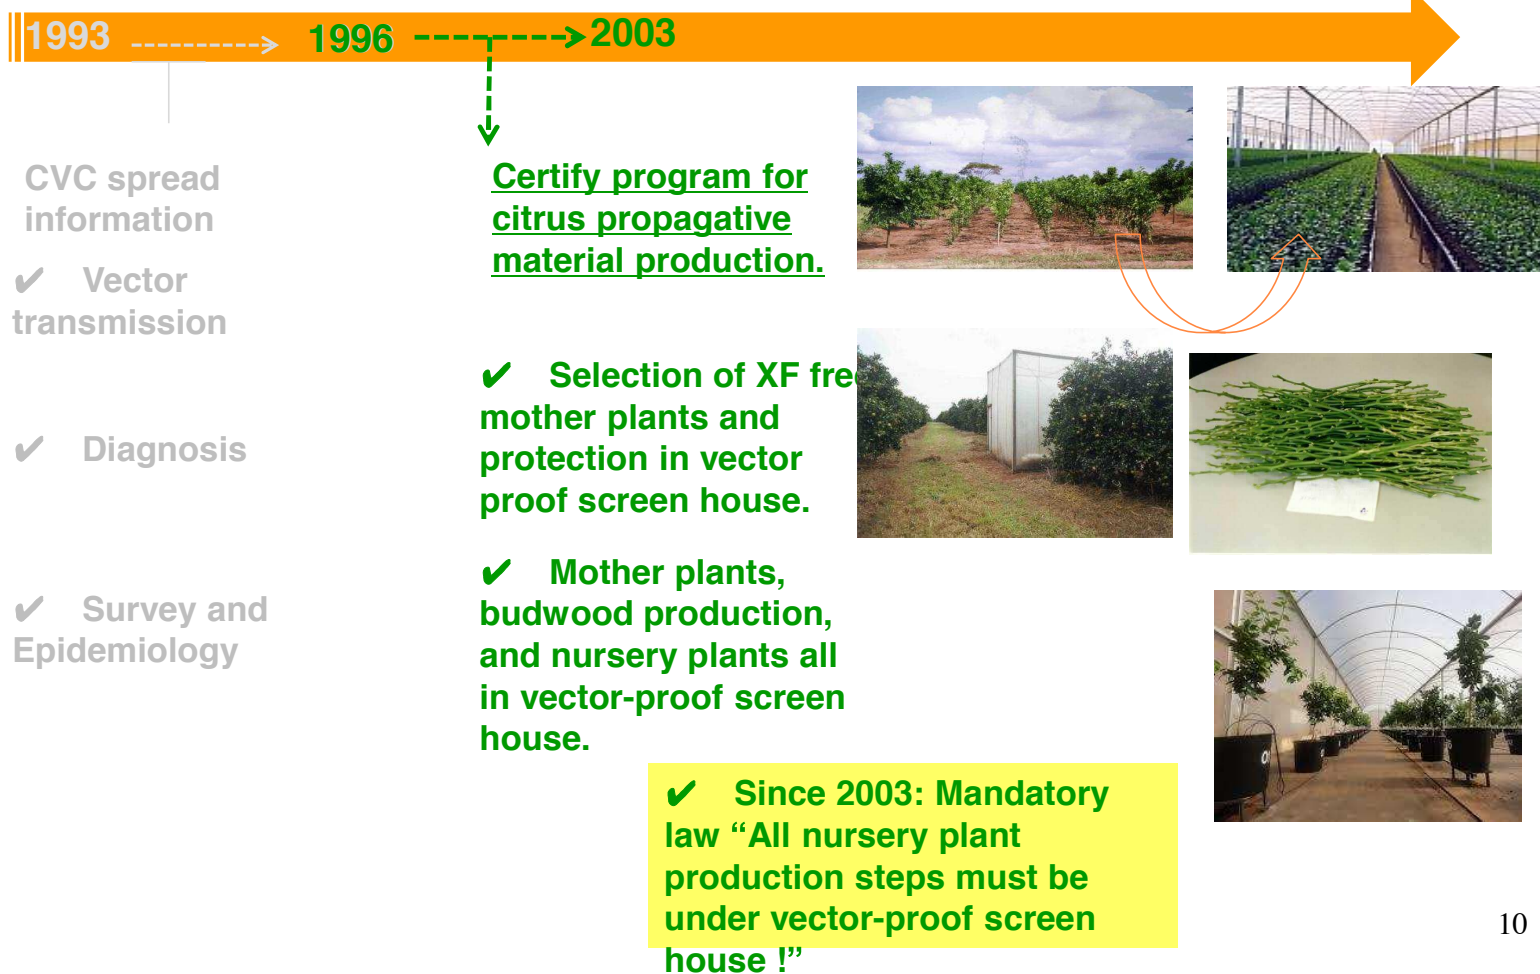 1993
1996
2003
CVC spread
information
✔ Vector
transmission
✔ Diagnosis
✔ Survey and
Epidemiology
Certify program for
citrus propagative
material production.
✔ Selection of XF free
mother plants and
protection in vector
proof screen house.
✔ Mother plants,
budwood production,
and nursery plants all
in vector-proof screen
house.
✔ Since 2003: Mandatory
law “All nursery plant
production steps must be
under vector-proof screen
house !”
10